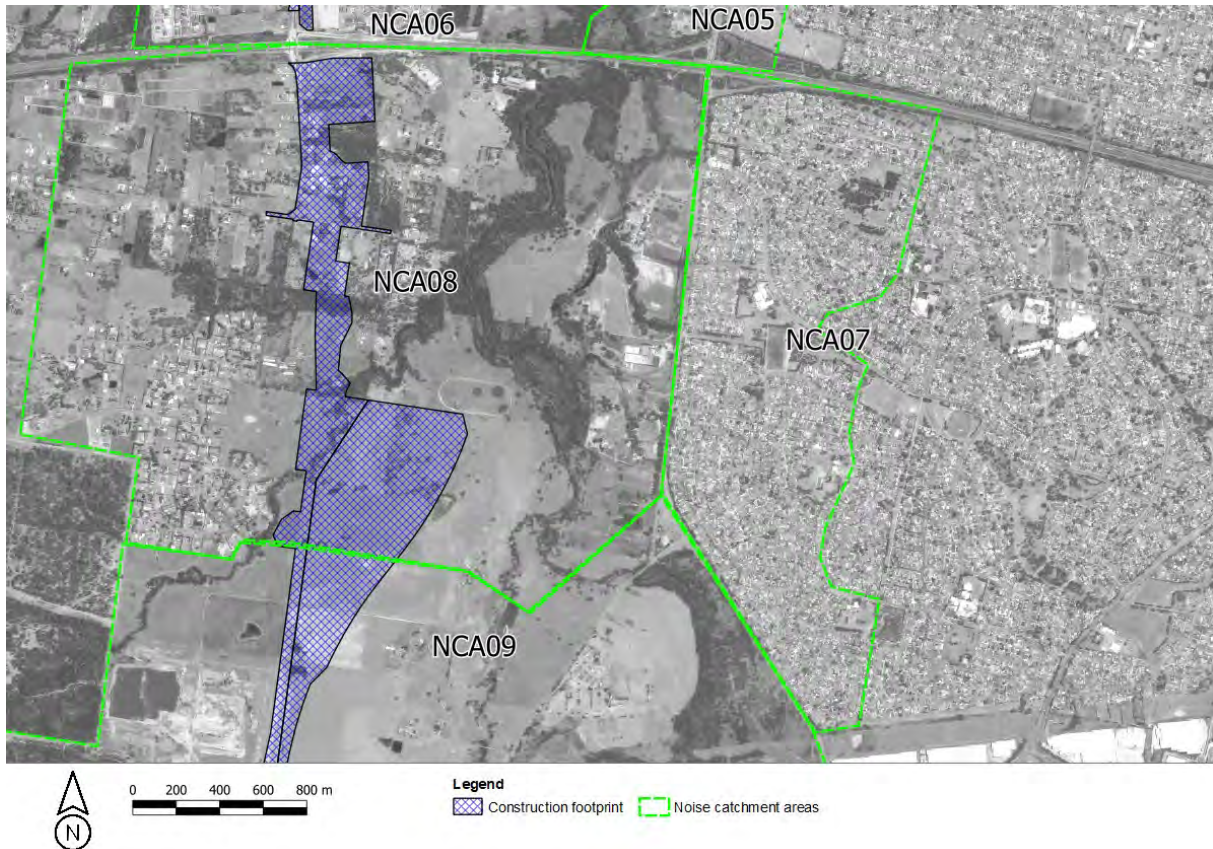 NCA06
NCA05
NCA08
NCA07
NCA09
0 200 400 600 800 m
N
Legend
Construction footprint
Noise catchment areas